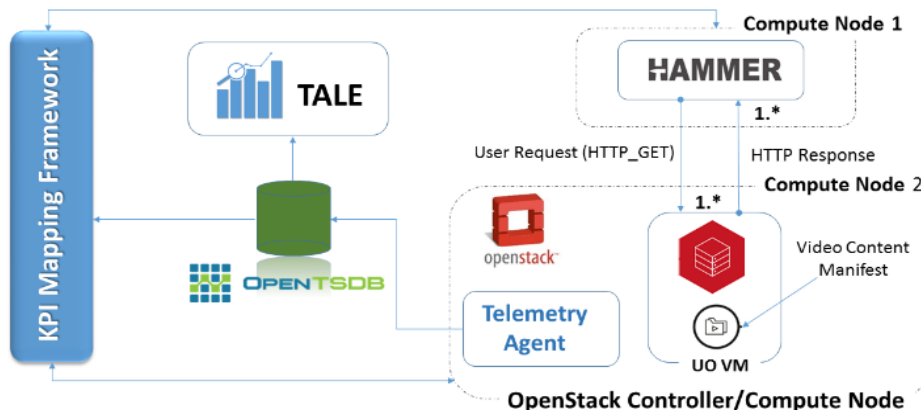 Compute Node 1
HAMMER
1.*
KPI Mapping Framework
TALE
User Request (HTTP_GET)
HTTP Response
Compute Node 2
1.*
openstack™
Video Content
Manifest
OPENTSDB
Telemetry
Agent
UO VM
OpenStack Controller/Compute Node